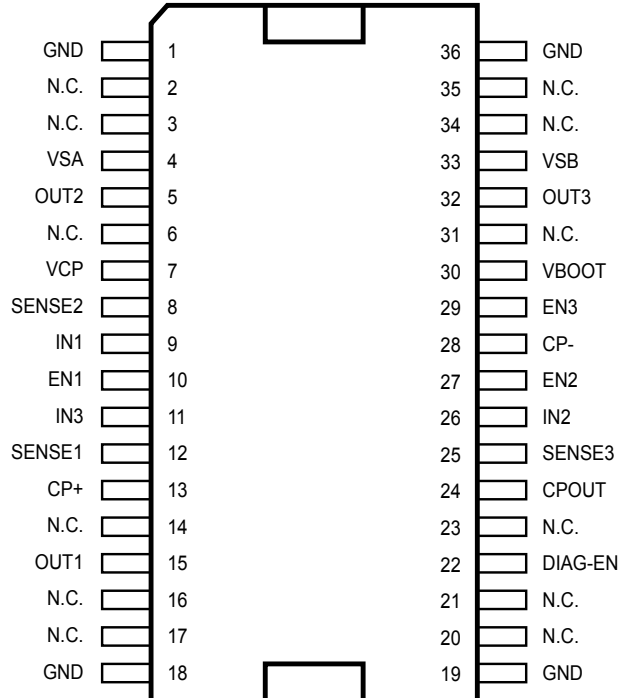 GND 1 36 GND
N.C. 2 35 N.C.
N.C. 3 34 N.C.
VSA 4 33 VSB
OUT2 5 32 OUT3
N.C. 6 31 N.C.
VCP 7 30 VBOOT
SENSE2 8 29 EN3
IN1 9 28 CP-
EN1 10 27 EN2
IN3 11 26 IN2
SENSE1 12 25 SENSE3
CP+ 13 24 CPOUT
N.C. 14 23 N.C.
OUT1 15 22 DIAG-EN
N.C. 16 21 N.C.
N.C. 17 20 N.C.
GND 18 19 GND